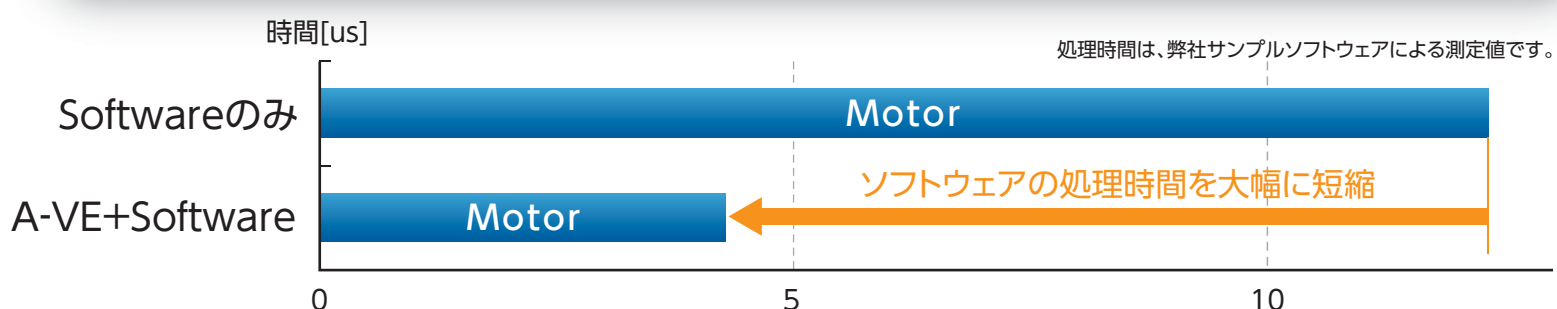 時間[us]
処理時間は、弊社サンプルソフトウェアによる測定値です。
Softwareのみ
Motor
ソフトウェアの処理時間を大幅に短縮
A-VE+Software
Motor
0
5
10